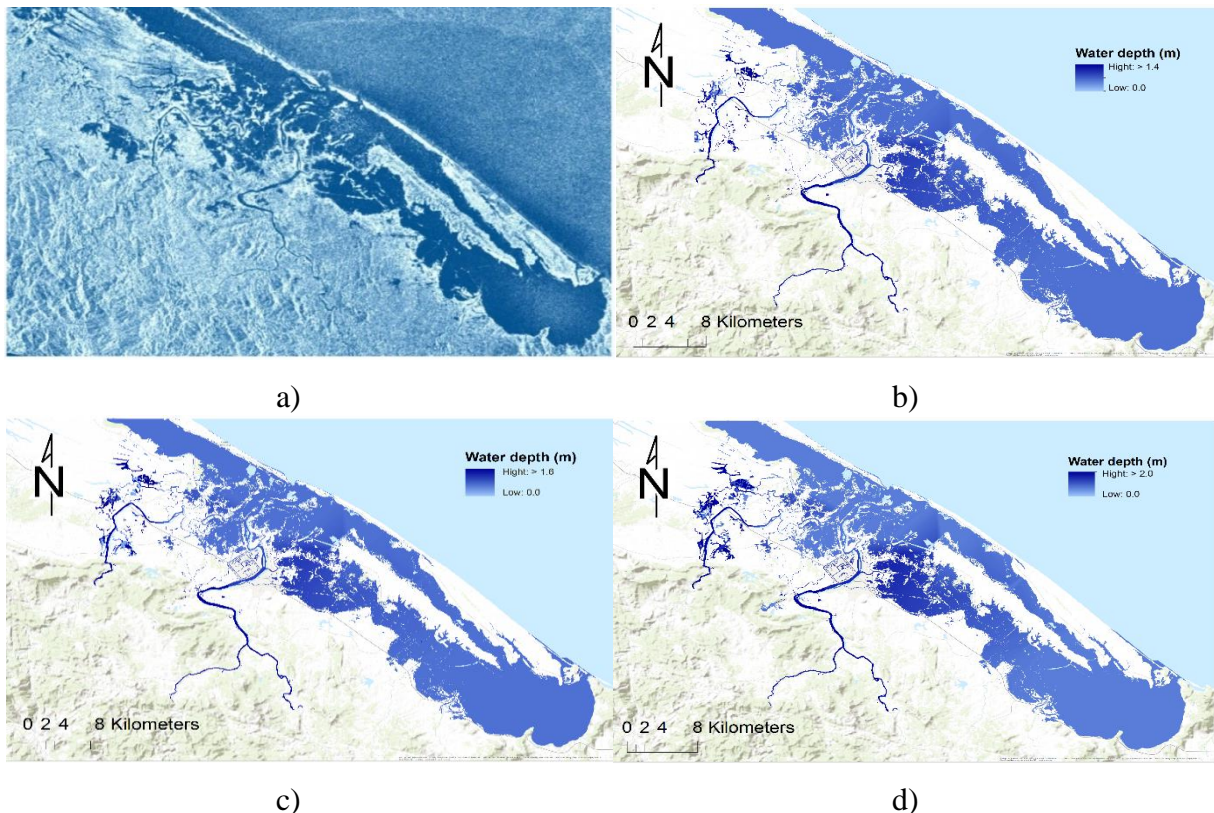 Water depth (m)
Hight: > 1.4
Low: 0.0
N
0 2 4 8 Kilometers
a)
b)
Water depth (m)
Hight: > 1.6
Low: 0.0
N
0 2 4 8 Kilometers
Water depth (m)
Hight: > 2.0
Low: 0.0
N
0 2 4 8 Kilometers
c)
d)